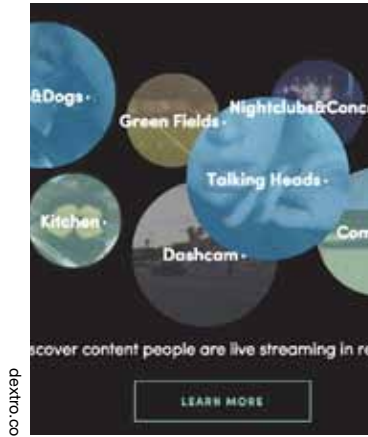 &Dogs·
Nightclubs&Conc
Green Fields·
Talking Heads·
Kitchen·
Com
Dashcam·
scover content people are live streaming in re
LEARN MORE
dextro.co